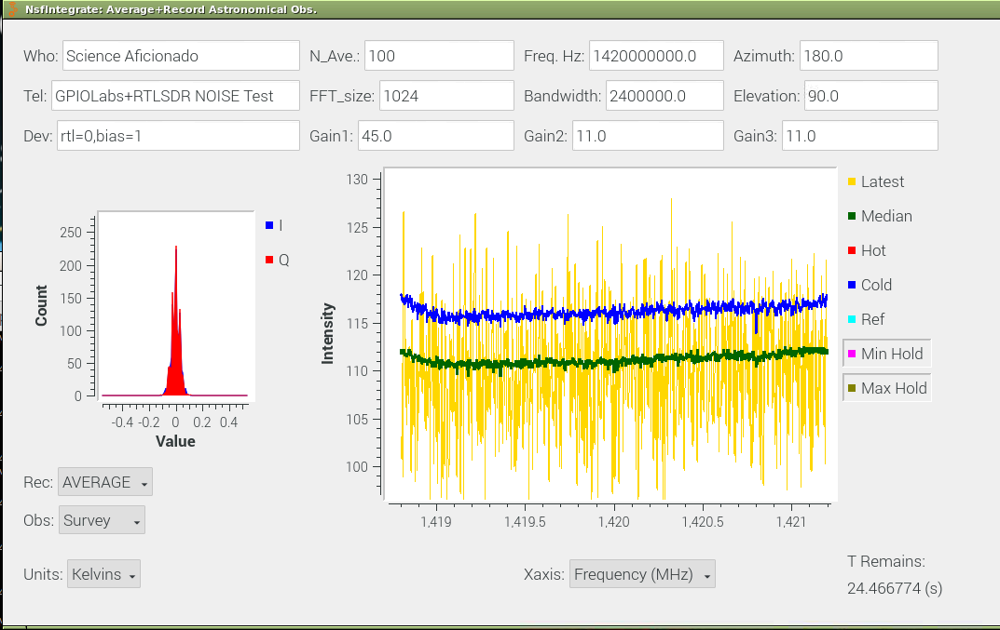 NsfIntegrate: Average+Record Astronomical Obs.
Who: Science Aficionado N_Ave.: 100 Freq. Hz: 1420000000.0 Azimuth: 180.0
Tel: GPIOLabs+RTLSDR NOISE Test FFT_size: 1024 Bandwidth: 2400000.0 Elevation: 90.0
Dev: rtl=0,bias=1 Gain1: 45.0 Gain2: 11.0 Gain3: 11.0
I
Q
250
200
150
100
50
0
Count
-0.4 -0.2 0 0.2 0.4
Value
130
125
120
115
110
105
100
Intensity
1,419 1,419.5 1,420 1,420.5 1,421
Latest
Median
Hot
Cold
Ref
Min Hold
Max Hold
Rec: AVERAGE
Obs: Survey
Units: Kelvins
Xaxis: Frequency (MHz)
T Remains:
24.466774 (s)